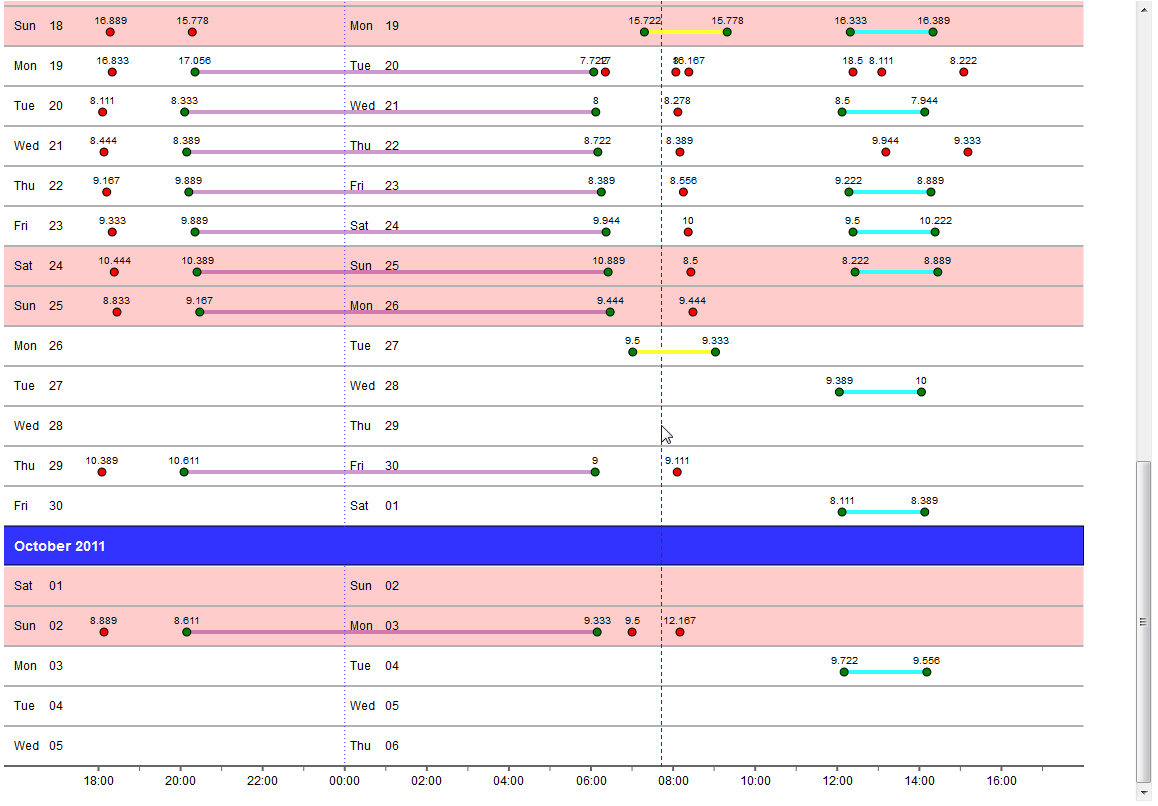 Sun 18 16.889 15.778 Mon 19 15.722 15.778 16.333 16.389
Mon 19 16.833 17.056 Tue 20 7.722 17 8 16.167 18.5 8.111 8.222
Tue 20 8.111 8.333 Wed 21 8 8.278 8.5 7.944
Wed 21 8.444 8.389 Thu 22 8.722 8.389 9.944 9.333
Thu 22 9.167 9.889 Fri 23 8.389 8.556 9.222 8.889
Fri 23 9.333 9.889 Sat 24 9.944 10 9.5 10.222
Sat 24 10.444 10.389 Sun 25 10.889 8.5 8.222 8.889
Sun 25 8.833 9.167 Mon 26 9.444 9.444
Mon 26 Tue 27 9.5 9.333
Tue 27 Wed 28 9.389 10
Wed 28 Thu 29
Thu 29 10.389 10.611 Fri 30 9 9.111
Fri 30 Sat 01 8.111 8.389
October 2011
Sat 01 Sun 02
Sun 02 8.889 8.611 Mon 03 9.333 9.5 12.167
Mon 03 Tue 04 9.722 9.556
Tue 04 Wed 05
Wed 05 Thu 06
18:00 20:00 22:00 00:00 02:00 04:00 06:00 08:00 10:00 12:00 14:00 16:00